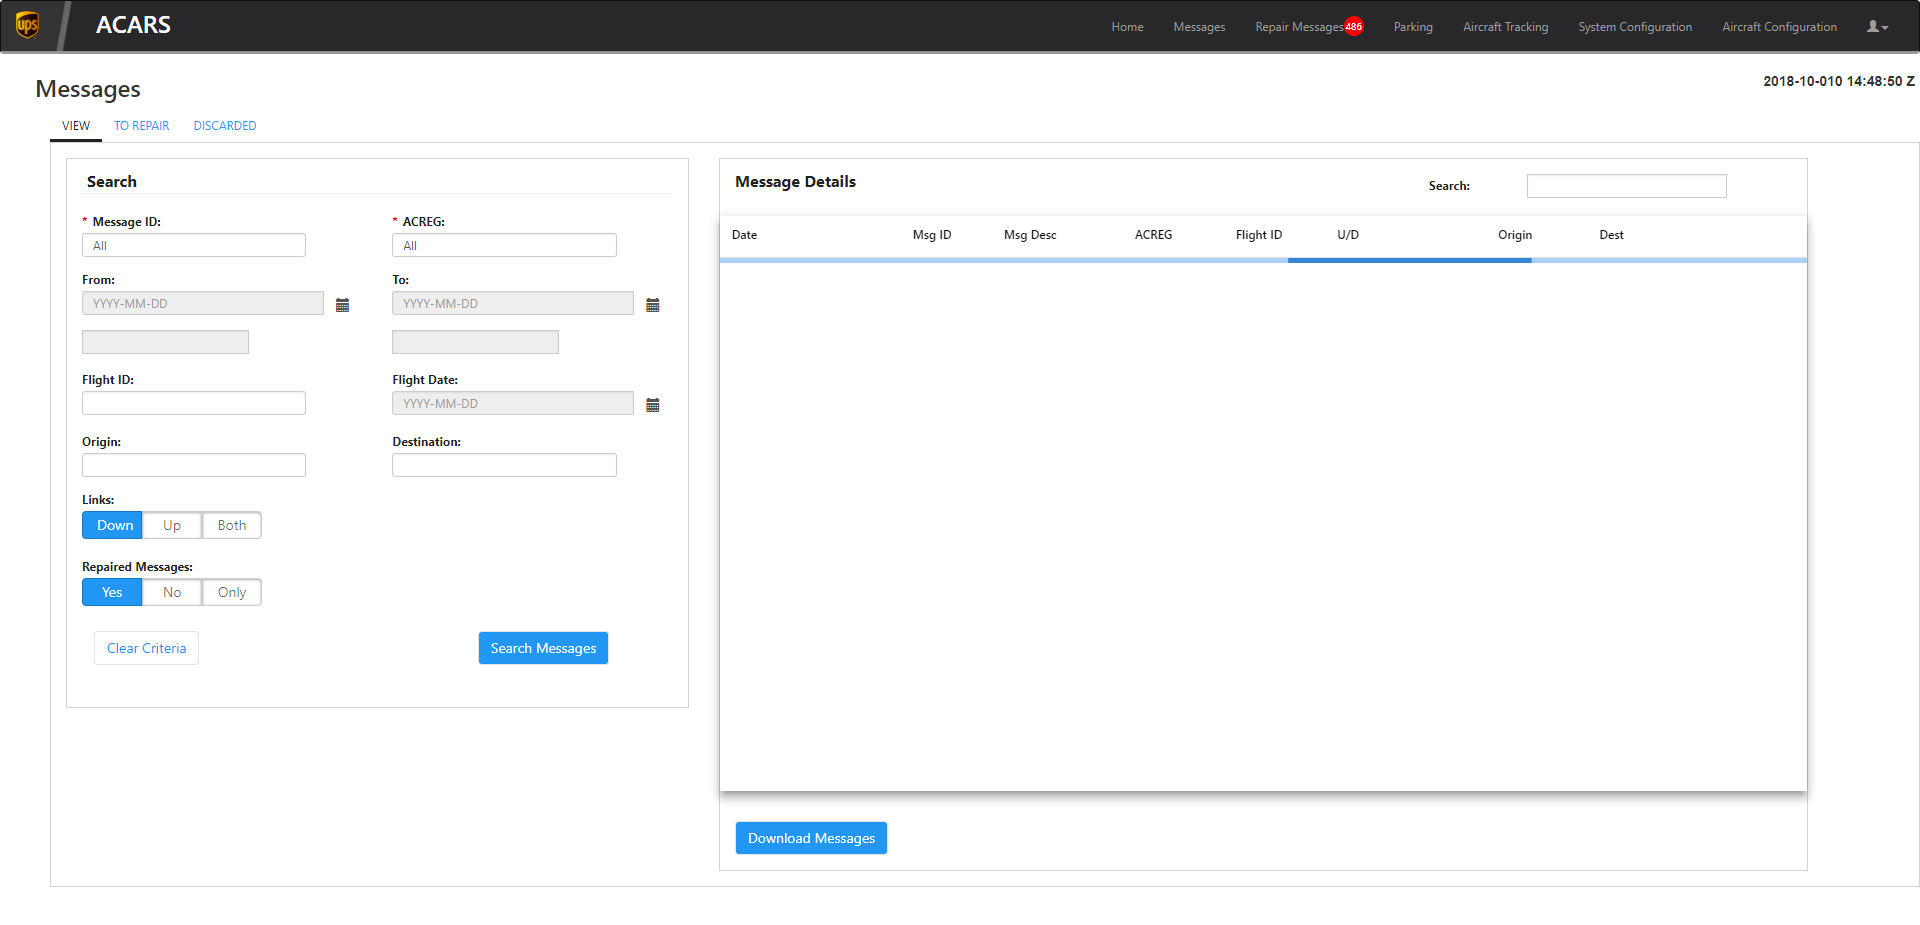 ups
ACARS
Home Messages Repair Messages 486 Parking Aircraft Tracking System Configuration Aircraft Configuration
Messages
2018-10-010 14:48:50 Z
VIEW TO REPAIR DISCARDED
Search
* Message ID: * ACREG:
All All
From: To:
YYYY-MM-DD YYYY-MM-DD
Flight ID: Flight Date:
YYYY-MM-DD
Origin: Destination:
Links:
Down Up Both
Repaired Messages:
Yes No Only
Clear Criteria Search Messages
Message Details Search:
Date Msg ID Msg Desc ACREG Flight ID U/D Origin Dest
Download Messages